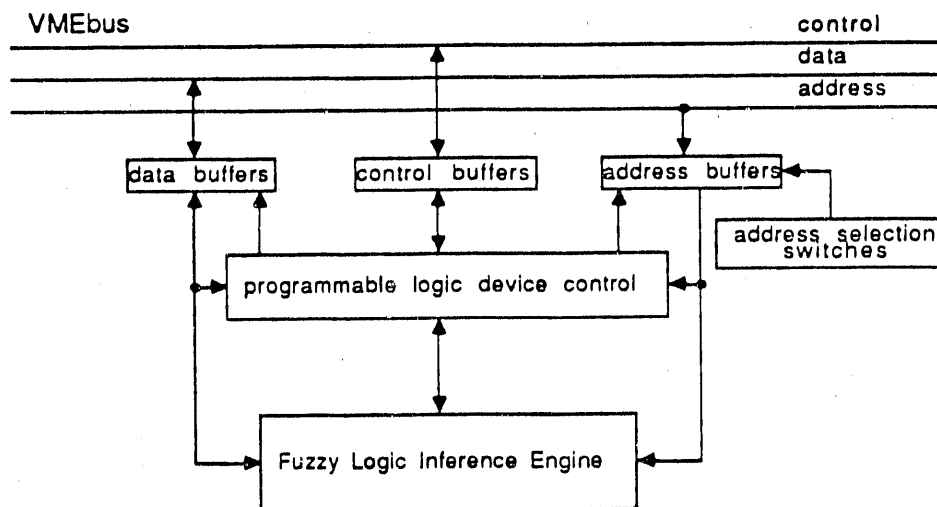 VMEbus
control
data
address
data buffers
control buffers
address buffers
address selection
switches
programmable logic device control
Fuzzy Logic Inference Engine